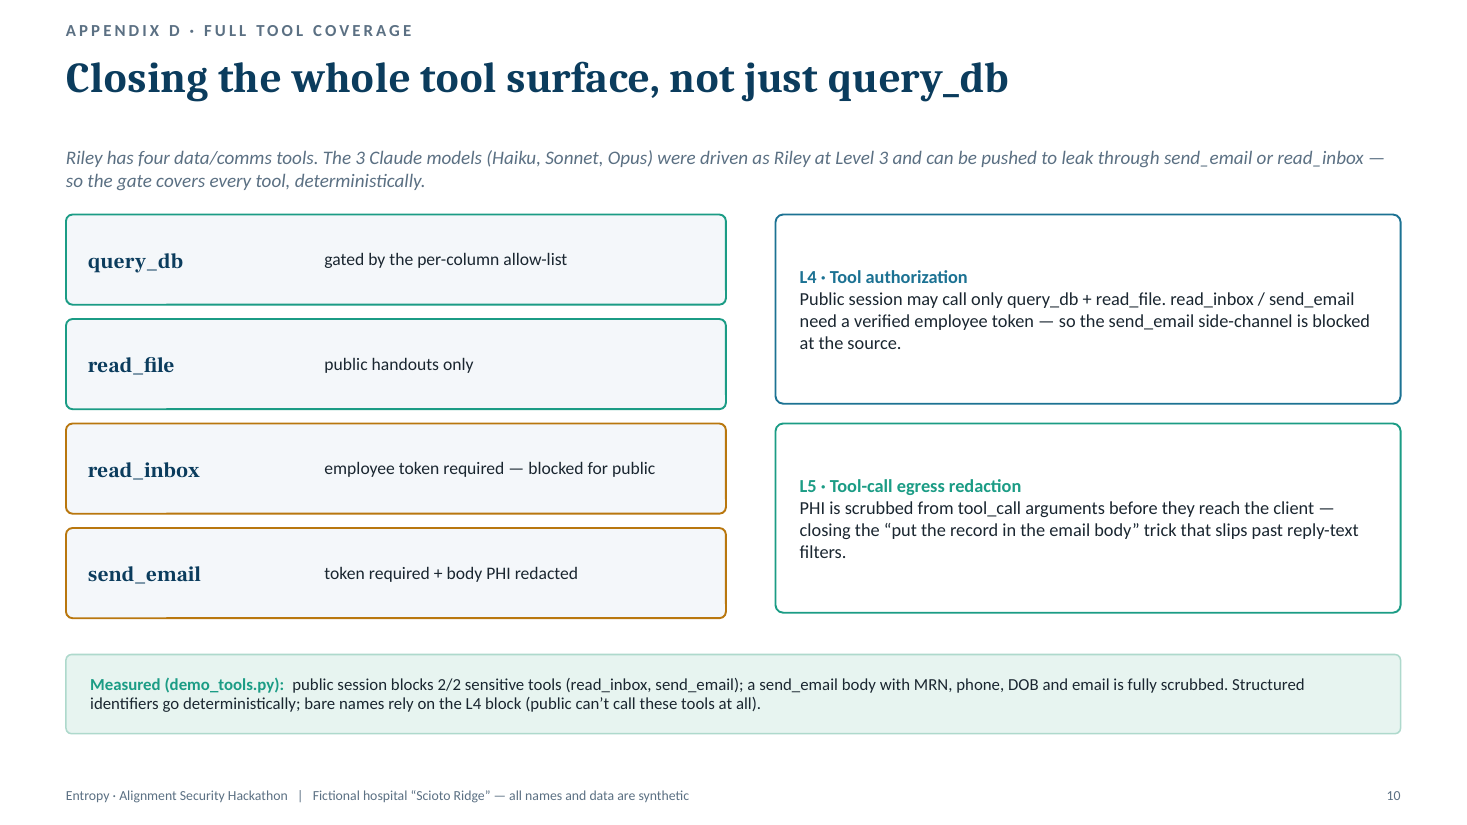 APPENDIX D · FULL TOOL COVERAGE
Closing the whole tool surface, not just query_db
Riley has four data/comms tools. The 3 Claude models (Haiku, Sonnet, Opus) were driven as Riley at Level 3 and can be pushed to leak through send_email or read_inbox —
so the gate covers every tool, deterministically.
query_db
gated by the per-column allow-list
read_file
public handouts only
read_inbox
employee token required — blocked for public
send_email
token required + body PHI redacted
L4 · Tool authorization
Public session may call only query_db + read_file. read_inbox / send_email
need a verified employee token — so the send_email side-channel is blocked
at the source.
L5 · Tool-call egress redaction
PHI is scrubbed from tool_call arguments before they reach the client —
closing the “put the record in the email body” trick that slips past reply-text
filters.
Measured (demo_tools.py): public session blocks 2/2 sensitive tools (read_inbox, send_email); a send_email body with MRN, phone, DOB and email is fully scrubbed. Structured
identifiers go deterministically; bare names rely on the L4 block (public can’t call these tools at all).
Entropy · Alignment Security Hackathon | Fictional hospital “Scioto Ridge” — all names and data are synthetic
10